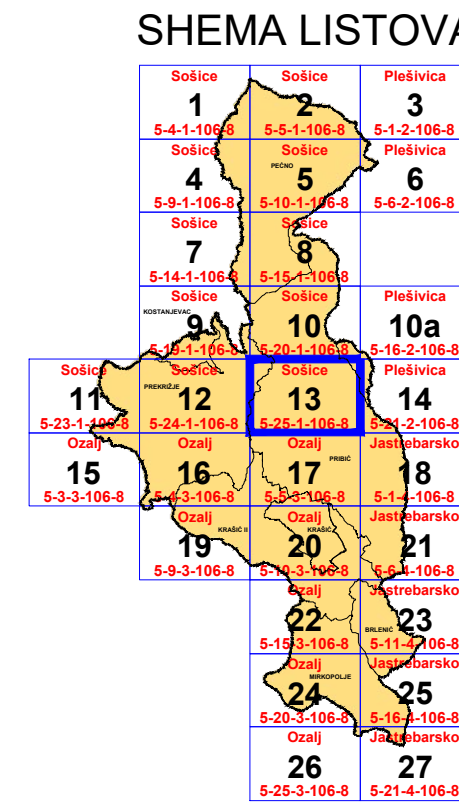 SHEMA LISTOVA
Sošice Sošice Plešivica
1 2 3
5-4-1-106-8 5-5-1-106-8 5-1-2-106-8
Sošice Sošice Plešivica
PEĆNO
4 5 6
5-9-1-106-8 5-10-1-106-8 5-6-2-106-8
Sošice Sošice
7 8
5-14-1-106-8 5-15-1-106-8
Sošice Sošice Plešivica
KOSTANJEVAC
9 10 10a
5-19-1-106-8 5-20-1-106-8 5-16-2-106-8
Sošice Sošice Sošice Plešivica
PREKRIŽJE
11 12 13 14
5-23-1-106-8 5-24-1-106-8 5-25-1-106-8 5-21-2-106-8
Ozalj Ozalj Ozalj Jastrebarsko
PRIBIĆ
15 16 17 18
5-3-3-106-8 5-4-3-106-8 5-5-3-106-8 5-1-4-106-8
Ozalj Ozalj Jastrebarsko
KRAŠIĆ II KRAŠIĆ
19 20 21
5-9-3-106-8 5-10-3-106-8 5-6-4-106-8
Ozalj Jastrebarsko
22 BRLENIĆ 23
5-15-3-106-8 5-11-4-106-8
Ozalj Jastrebarsko
MIRKOPOLJE
24 25
5-20-3-106-8 5-16-4-106-8
Ozalj Jastrebarsko
26 27
5-25-3-106-8 5-21-4-106-8